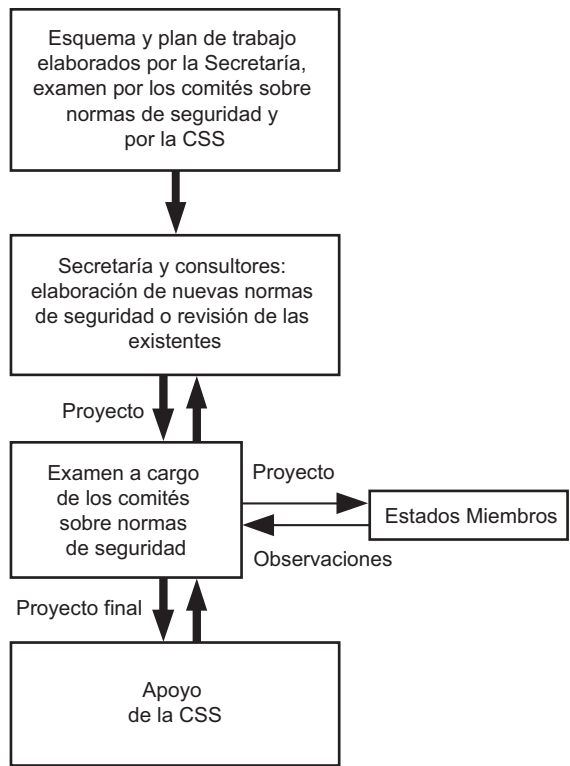 Esquema y plan de trabajo
elaborados por la Secretaría,
examen por los comités sobre
normas de seguridad y
por la CSS
Secretaría y consultores:
elaboración de nuevas normas
de seguridad o revisión de las
existentes
Proyecto
Examen a cargo
de los comités
sobre normas
de seguridad
Proyecto
Estados Miembros
Observaciones
Proyecto final
Apoyo
de la CSS